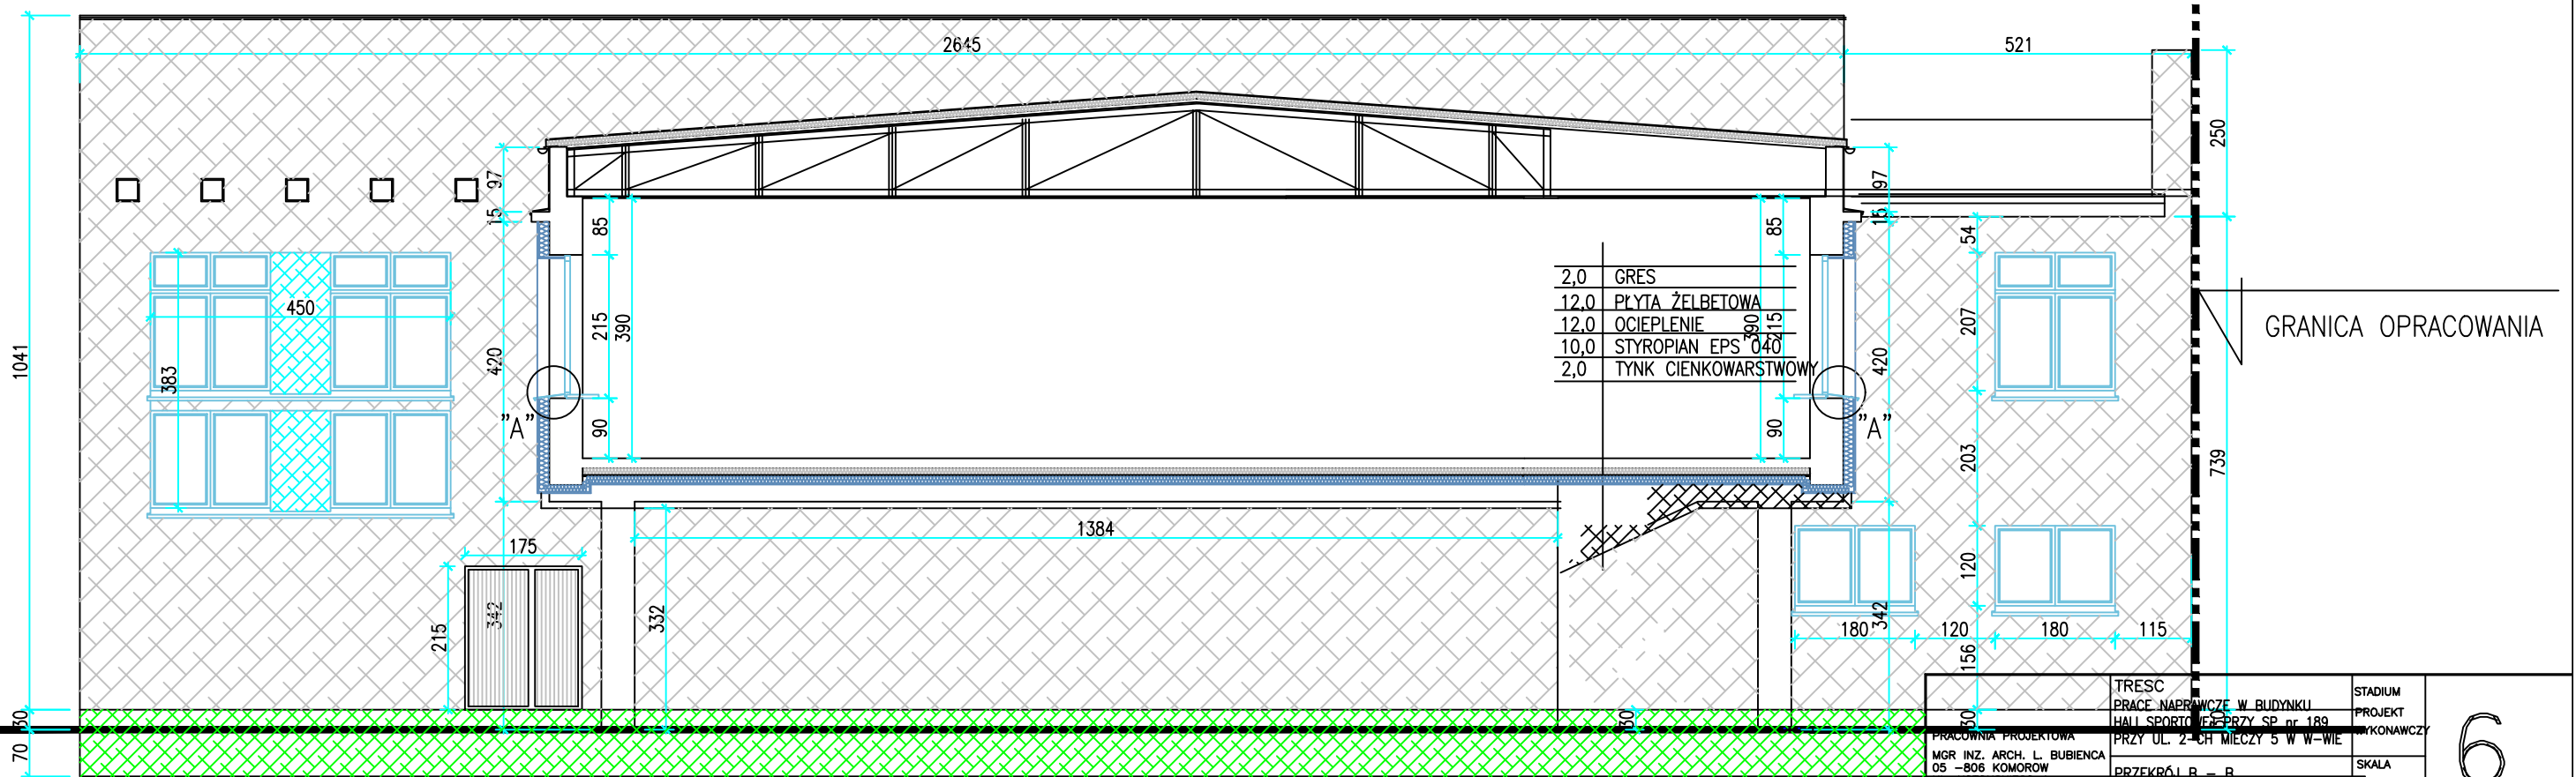 2645
521
1041
30
70
97
15
420
342
85
215
390
90
450
383
175
215
332
1384
"A"
2,0 GRES
12,0 PŁYTA ŻELBETOWA
12,0 OCIEPLENIE
10,0 STYROPIAN EPS 040
2,0 TYNK CIENKOWARSTWOWY
85
215
390
90
97
15
420
342
"A"
54
207
203
120
156
30
30
180
120
180
115
250
739
GRANICA OPRACOWANIA
TRESC
PRACE NAPRAWCZE W BUDYNKU
HALI SPORTOWEJ PRZY SP nr 189
PRZY UL. 2-CH MIECZY 5 W W-WIE
PRZEKRÓJ B - B
PRACOWNIA PROJEKTOWA
MGR INZ. ARCH. L. BUBIENCA
05 -806 KOMOROW
STADIUM
PROJEKT
WYKONAWCZY
SKALA
6